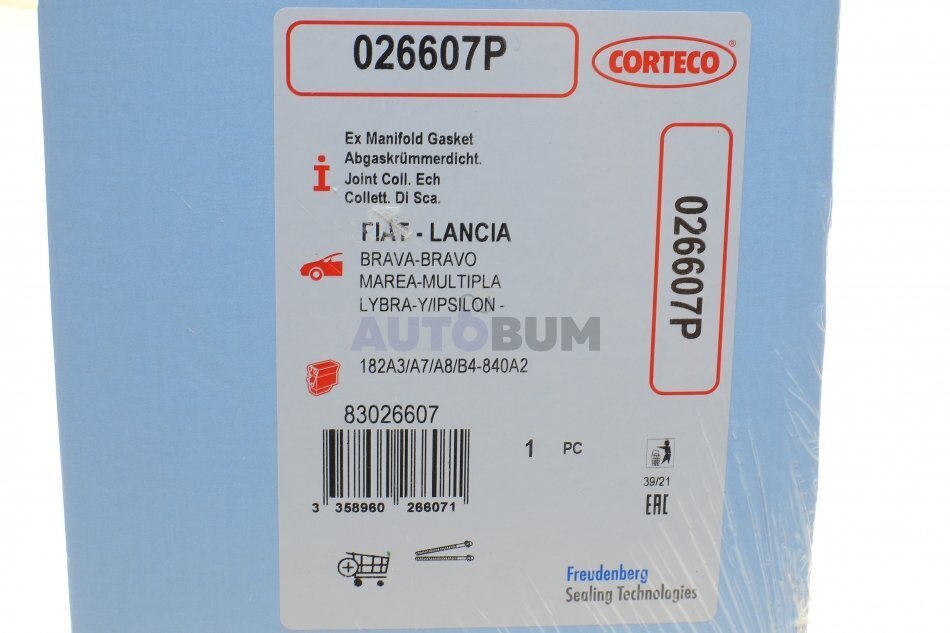 026607P
CORTECO®
Ex Manifold Gasket
Abgaskrümmerdicht.
Joint Coll. Ech
Collett. Di Sca.
026607P
FIAT - LANCIA
BRAVA-BRAVO
MAREA-MULTIPLA
LYBRA-Y/IPSILON -
AUTOBUM
182A3/A7/A8/B4-840A2
83026607
1 PC
3 358960 266071
39/21
EAC
Freudenberg
Sealing Technologies